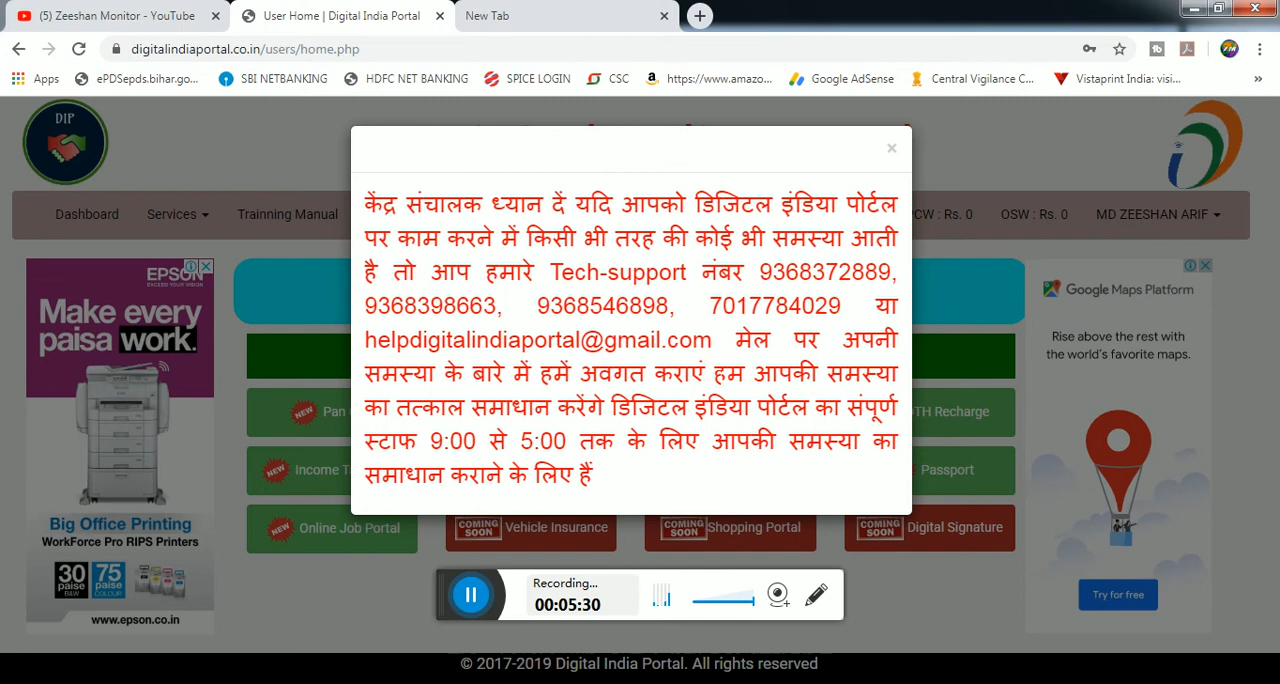 (5) Zeeshan Monitor - YouTube
User Home | Digital India Portal
New Tab
digitalindiaportal.co.in/users/home.php
Apps
ePDSepds.bihar.go...
SBI NETBANKING
HDFC NET BANKING
SPICE LOGIN
CSC
https://www.amazo...
Google AdSense
Central Vigilance C...
Vistaprint India: visi...
DIP
Dashboard
Services
Trainning Manual
CW : Rs. 0
OSW : Rs. 0
MD ZEESHAN ARIF
केंद्र संचालक ध्यान दें यदि आपको डिजिटल इंडिया पोर्टल
पर काम करने में किसी भी तरह की कोई भी समस्या आती
है तो आप हमारे Tech-support नंबर 9368372889,
9368398663, 9368546898, 7017784029 या
helpdigitalindiaportal@gmail.com मेल पर अपनी
समस्या के बारे में हमें अवगत कराएं हम आपकी समस्या
का तत्काल समाधान करेंगे डिजिटल इंडिया पोर्टल का संपूर्ण
स्टाफ 9:00 से 5:00 तक के लिए आपकी समस्या का
समाधान कराने के लिए हैं
EPSON
EXCEED YOUR VISION
Make every
paisa work.
Big Office Printing
WorkForce Pro RIPS Printers
30 paise B&W
75 paise COLOUR
www.epson.co.in
NEW Pan
TH Recharge
NEW Income T
Passport
NEW Online Job Portal
COMING SOON Vehicle Insurance
COMING SOON Shopping Portal
COMING SOON Digital Signature
Google Maps Platform
Rise above the rest with
the world's favorite maps.
Try for free
Recording...
00:05:30
© 2017-2019 Digital India Portal. All rights reserved